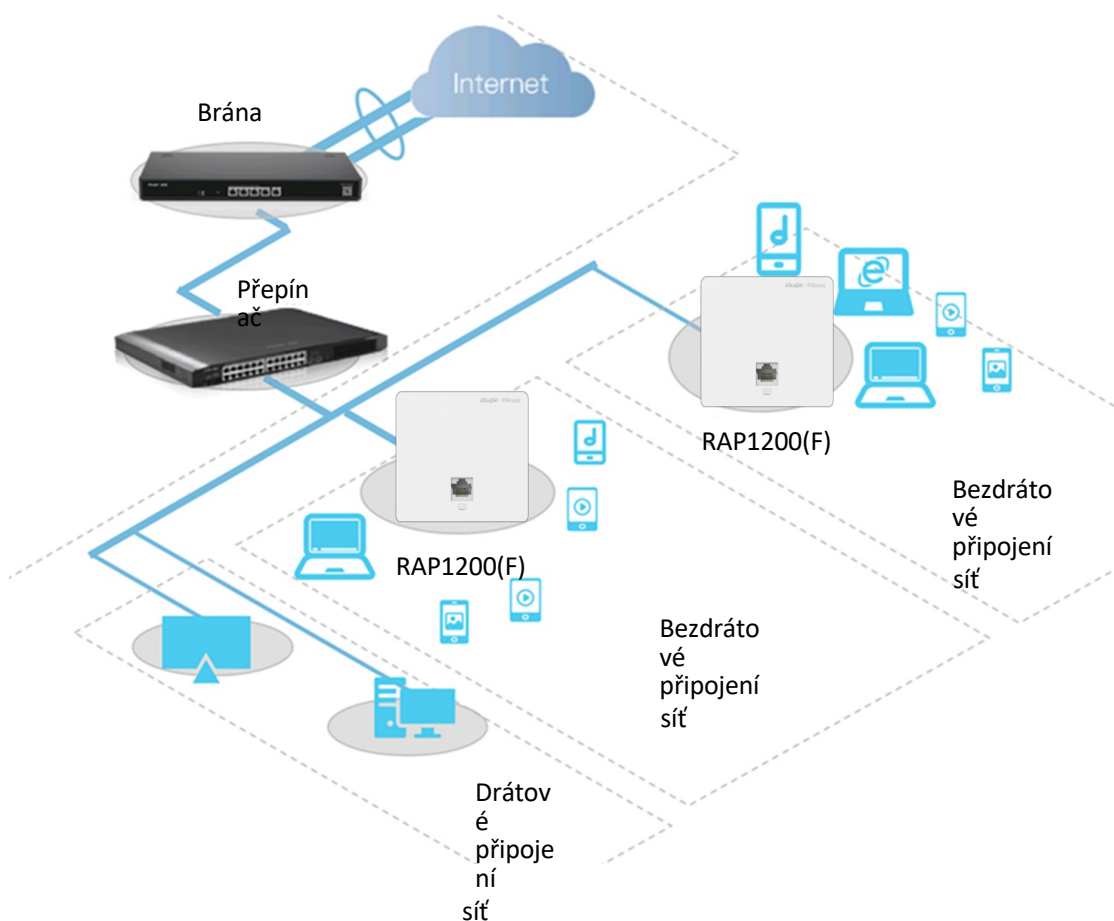 Internet
Brána
Přepín
ač
RAP1200(F)
RAP1200(F)
Bezdráto
vé
připojení
síť
Bezdráto
vé
připojení
síť
Drátov
é
připoje
ní
síť